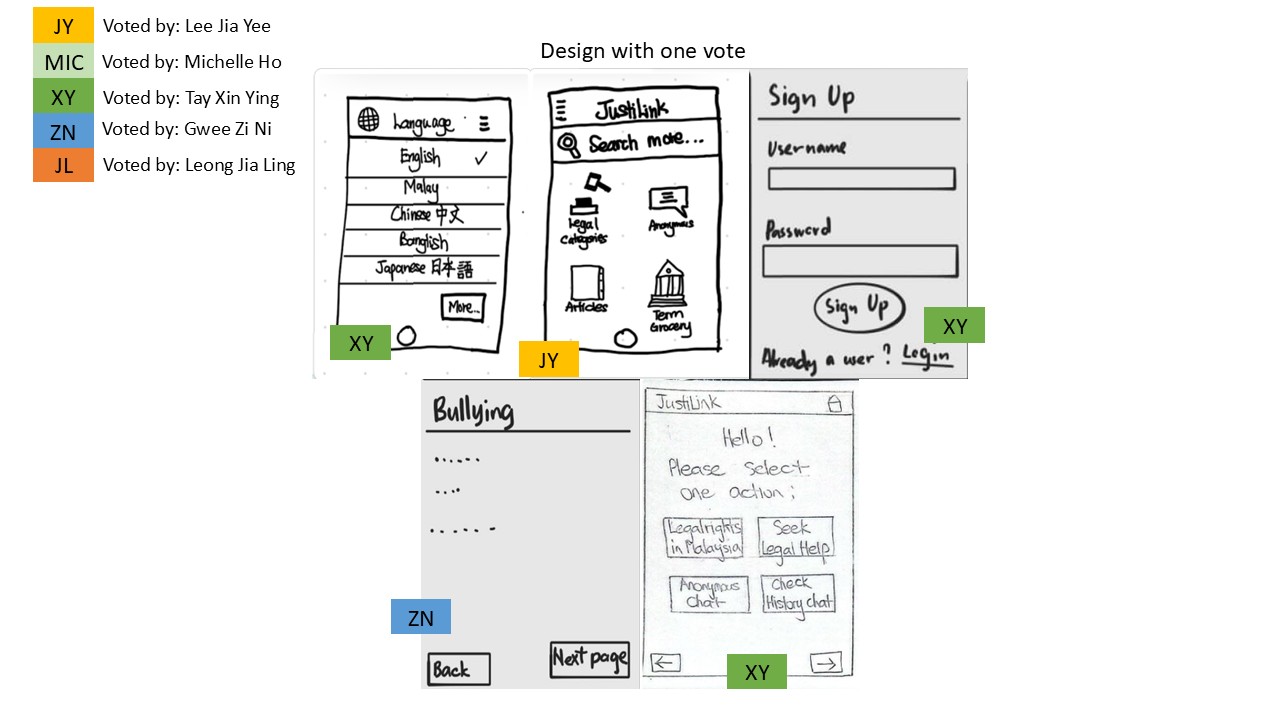 JY Voted by: Lee Jia Yee
MIC Voted by: Michelle Ho
XY Voted by: Tay Xin Ying
ZN Voted by: Gwee Zi Ni
JL Voted by: Leong Jia Ling
Design with one vote
Language
English ✓
Malay
Chinese 中文
Banglish
Japanese 日本語
More...
XY
JustiLink
Search more...
Legal
Categories
Anonymous
Articles
Term
Grocery
JY
Sign Up
Username
Password
Sign Up
Already a user? Login
XY
Bullying
Back
Next page
ZN
JustiLink
Hello!
Please select
one action;
Legalrights
in Malaysia
Seek
Legal Help
Anonymous
Chat
Check
History chat
XY